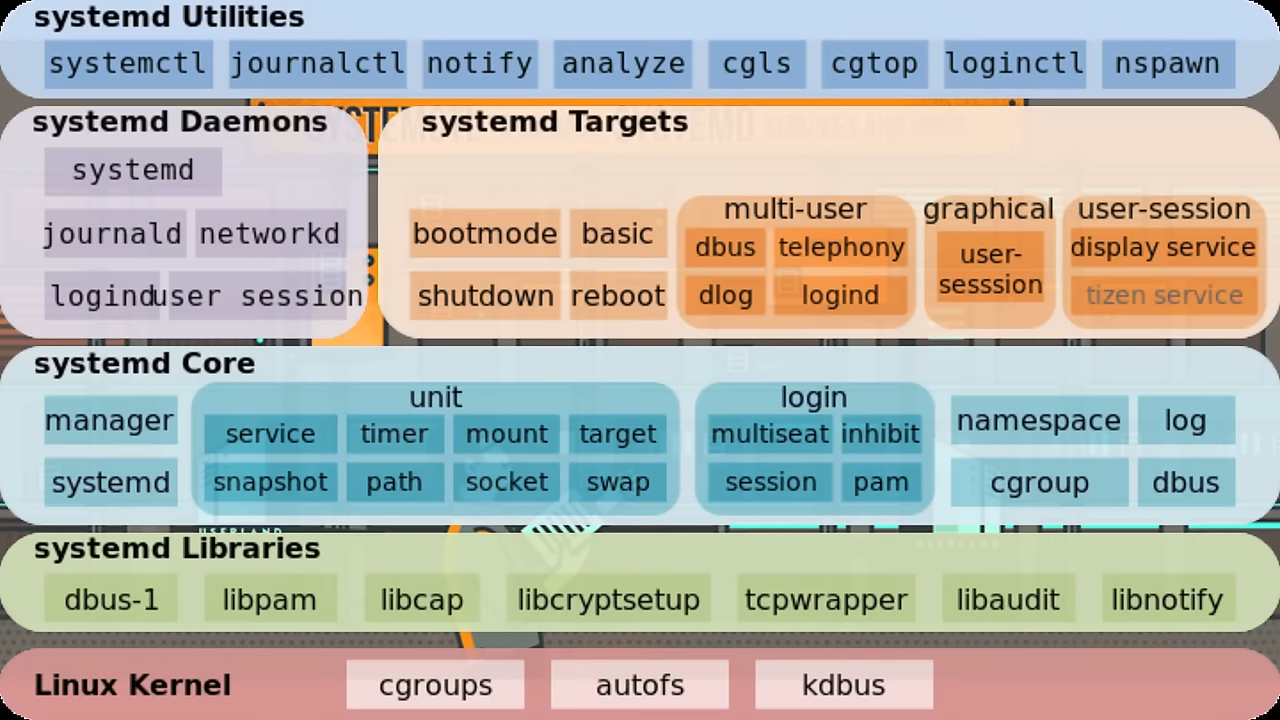 systemd Utilities
systemctl journalctl notify analyze cgls cgtop loginctl nspawn
systemd Daemons
systemd
journald networkd
logind user session
systemd Targets
bootmode basic
shutdown reboot
multi-user
dbus telephony
dlog logind
graphical
user-
sesssion
user-session
display service
tizen service
systemd Core
manager
systemd
unit
service timer mount target
snapshot path socket swap
login
multiseat inhibit
session pam
namespace log
cgroup dbus
systemd Libraries
dbus-1 libpam libcap libcryptsetup tcpwrapper libaudit libnotify
Linux Kernel cgroups autofs kdbus